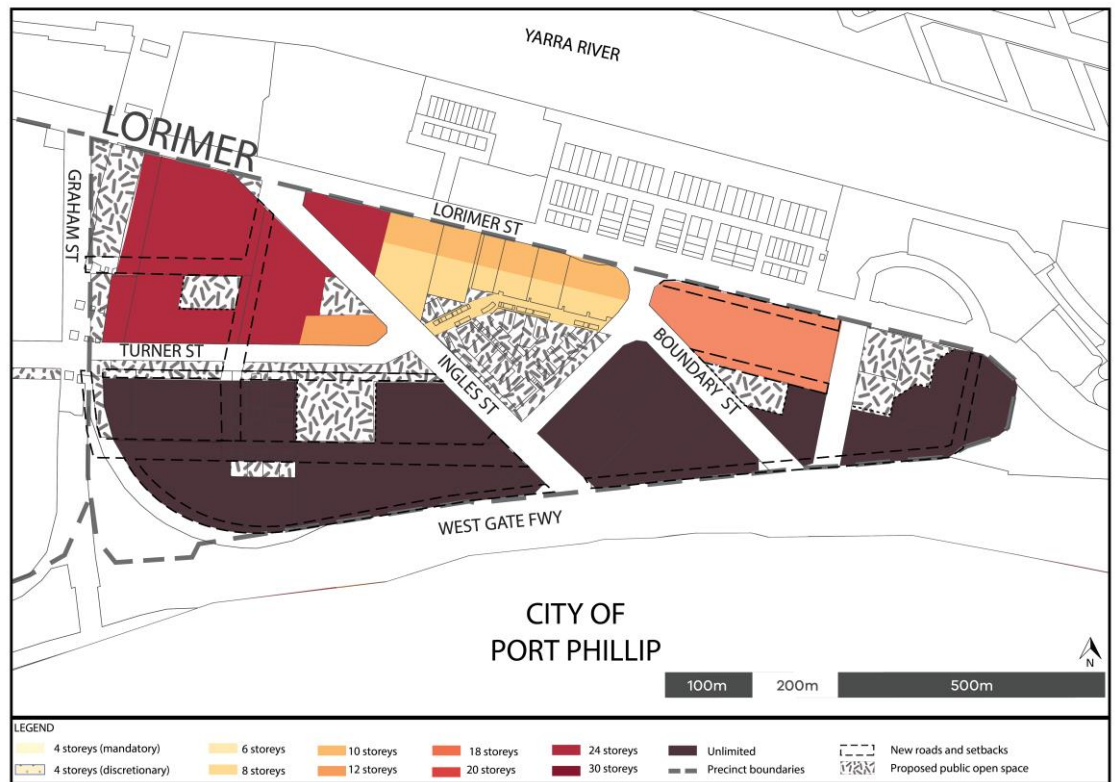 YARRA RIVER
LORIMER
GRAHAM ST
LORIMER ST
TURNER ST
INGLES ST
BOUNDARY ST
WEST GATE FWY
CITY OF
PORT PHILLIP
N
100m 200m 500m
LEGEND
4 storeys (mandatory) 6 storeys 10 storeys 18 storeys 24 storeys Unlimited New roads and setbacks
4 storeys (discretionary) 8 storeys 12 storeys 20 storeys 30 storeys Precinct boundaries Proposed public open space